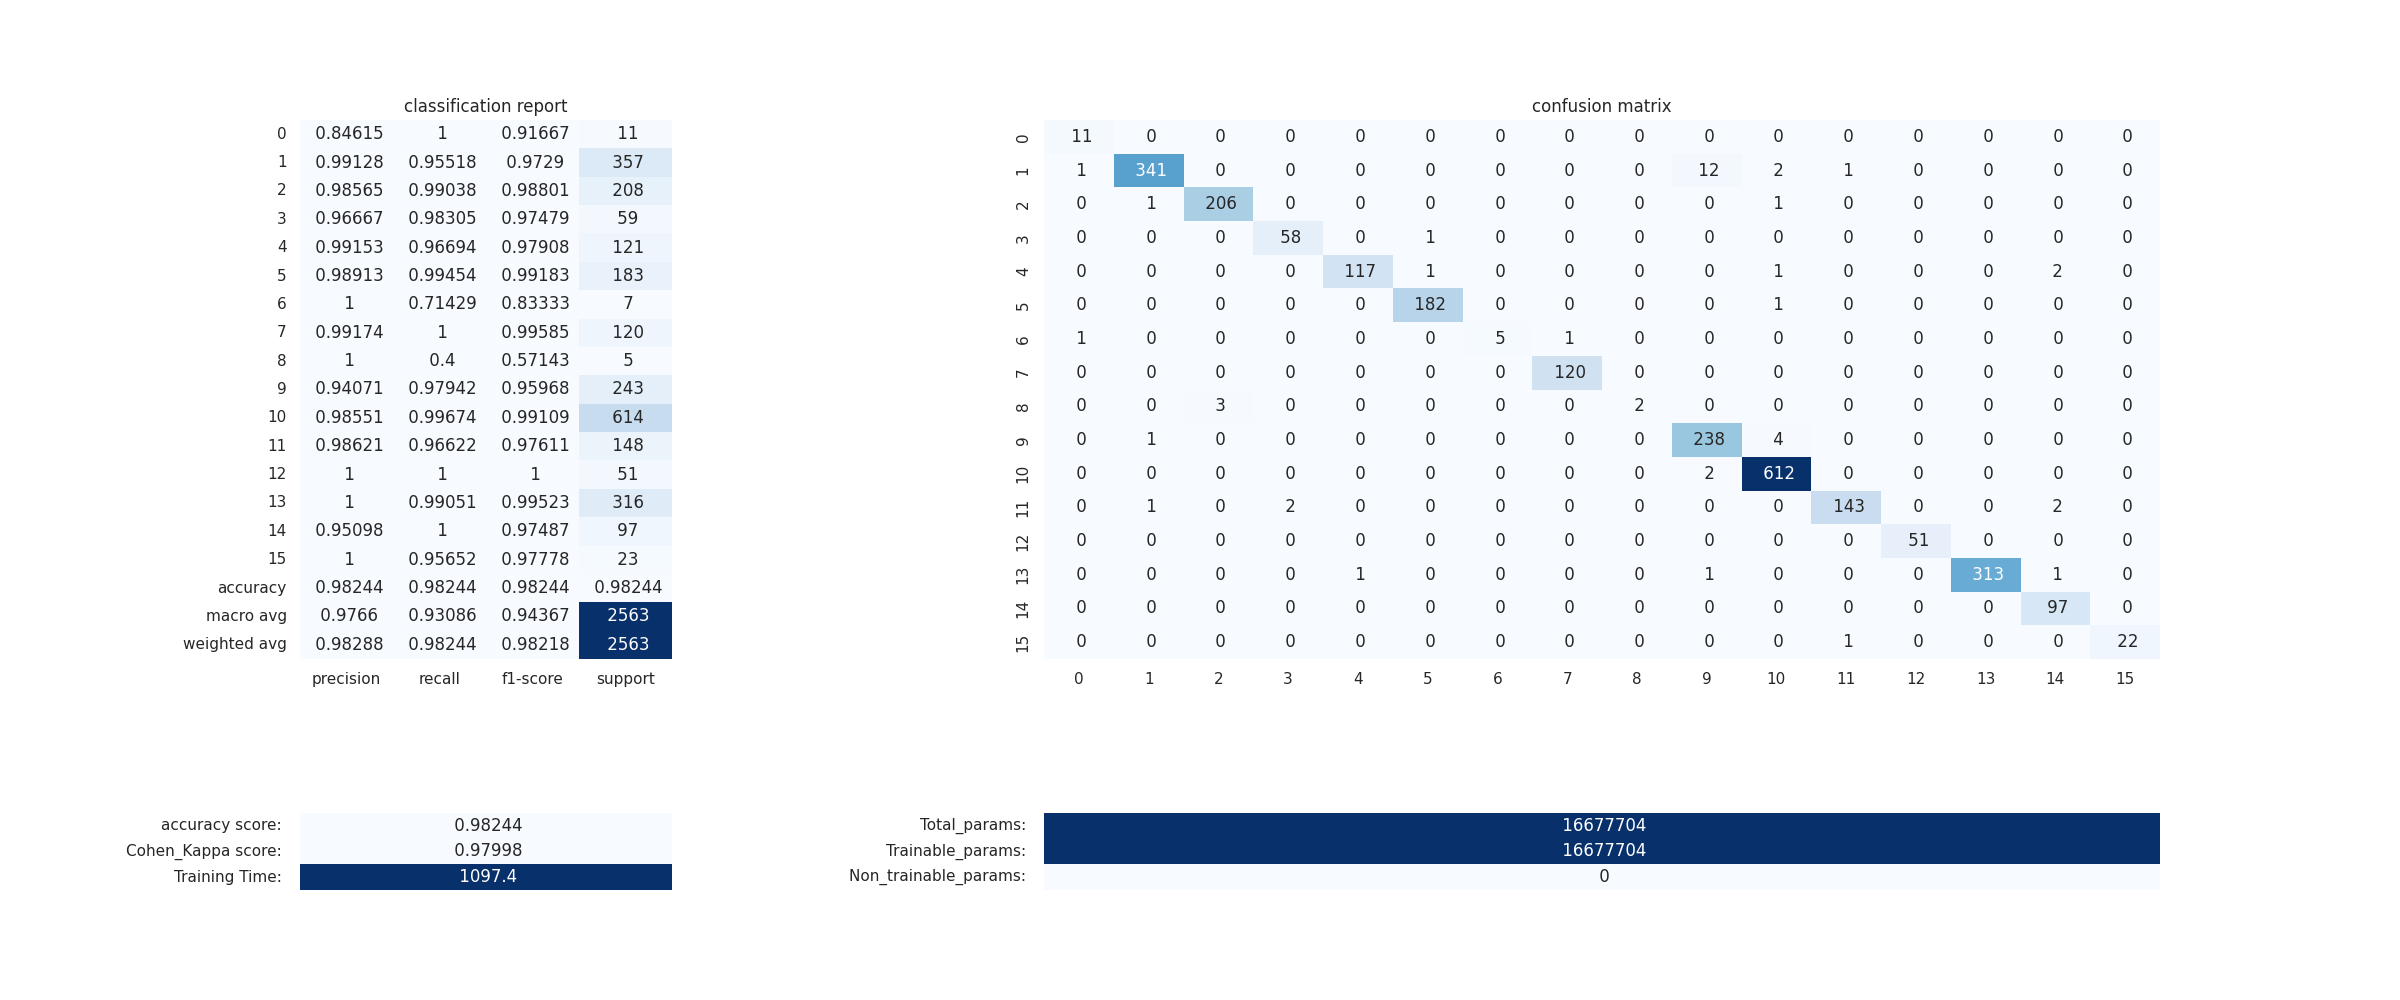 classification report
0 0.84615 1 0.91667 11
1 0.99128 0.95518 0.9729 357
2 0.98565 0.99038 0.98801 208
3 0.96667 0.98305 0.97479 59
4 0.99153 0.96694 0.97908 121
5 0.98913 0.99454 0.99183 183
6 1 0.71429 0.83333 7
7 0.99174 1 0.99585 120
8 1 0.4 0.57143 5
9 0.94071 0.97942 0.95968 243
10 0.98551 0.99674 0.99109 614
11 0.98621 0.96622 0.97611 148
12 1 1 1 51
13 1 0.99051 0.99523 316
14 0.95098 1 0.97487 97
15 1 0.95652 0.97778 23
accuracy 0.98244 0.98244 0.98244 0.98244
macro avg 0.9766 0.93086 0.94367 2563
weighted avg 0.98288 0.98244 0.98218 2563
precision recall f1-score support
confusion matrix
0 11 0 0 0 0 0 0 0 0 0 0 0 0 0 0 0
1 1 341 0 0 0 0 0 0 0 12 2 1 0 0 0 0
2 0 1 206 0 0 0 0 0 0 0 1 0 0 0 0 0
3 0 0 0 58 0 1 0 0 0 0 0 0 0 0 0 0
4 0 0 0 0 117 1 0 0 0 0 1 0 0 0 2 0
5 0 0 0 0 0 182 0 0 0 0 1 0 0 0 0 0
6 1 0 0 0 0 0 5 1 0 0 0 0 0 0 0 0
7 0 0 0 0 0 0 0 120 0 0 0 0 0 0 0 0
8 0 0 3 0 0 0 0 0 2 0 0 0 0 0 0 0
9 0 1 0 0 0 0 0 0 0 238 4 0 0 0 0 0
10 0 0 0 0 0 0 0 0 0 2 612 0 0 0 0 0
11 0 1 0 2 0 0 0 0 0 0 0 143 0 0 2 0
12 0 0 0 0 0 0 0 0 0 0 0 0 51 0 0 0
13 0 0 0 0 1 0 0 0 0 1 0 0 0 313 1 0
14 0 0 0 0 0 0 0 0 0 0 0 0 0 0 97 0
15 0 0 0 0 0 0 0 0 0 0 0 1 0 0 0 22
0 1 2 3 4 5 6 7 8 9 10 11 12 13 14 15
accuracy score: 0.98244
Cohen_Kappa score: 0.97998
Training Time: 1097.4
Total_params: 16677704
Trainable_params: 16677704
Non_trainable_params: 0